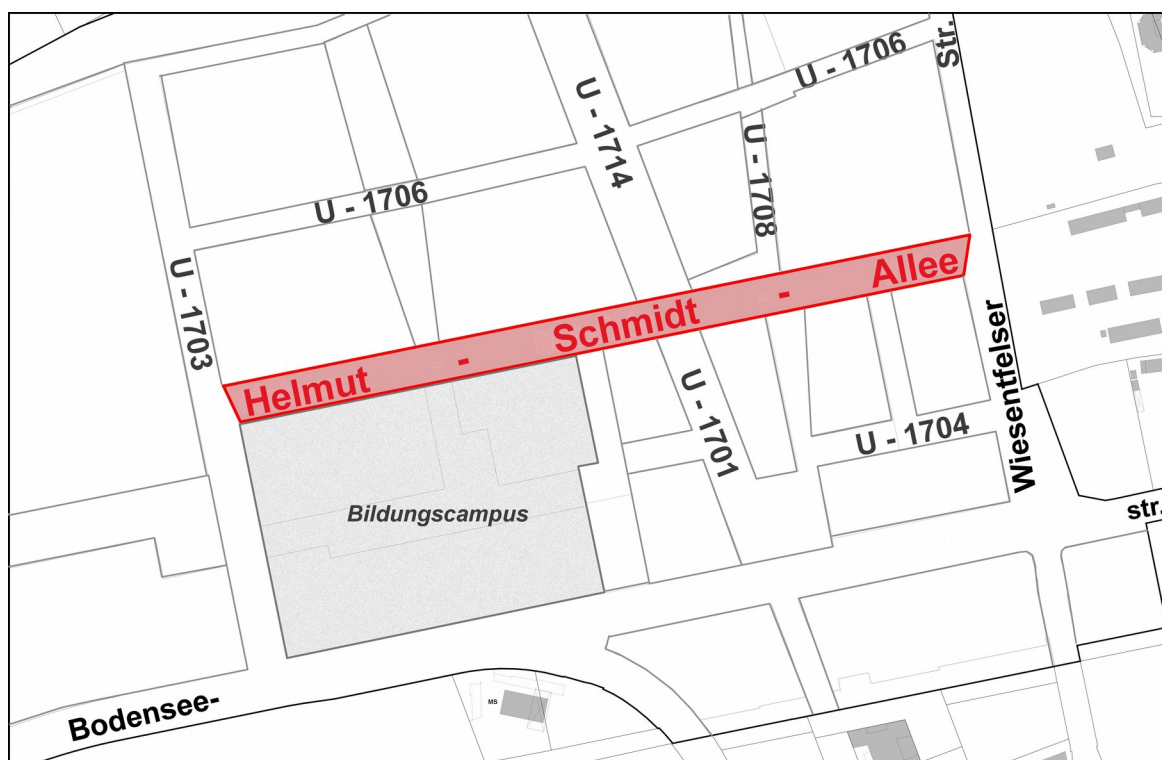 U - 1706
Str.
U - 1714
U - 1708
U - 1706
U - 1703
Helmut - Schmidt - Allee
Wiesentfelser
U - 1701
U - 1704
Bildungscampus
str.
Bodensee-
MS